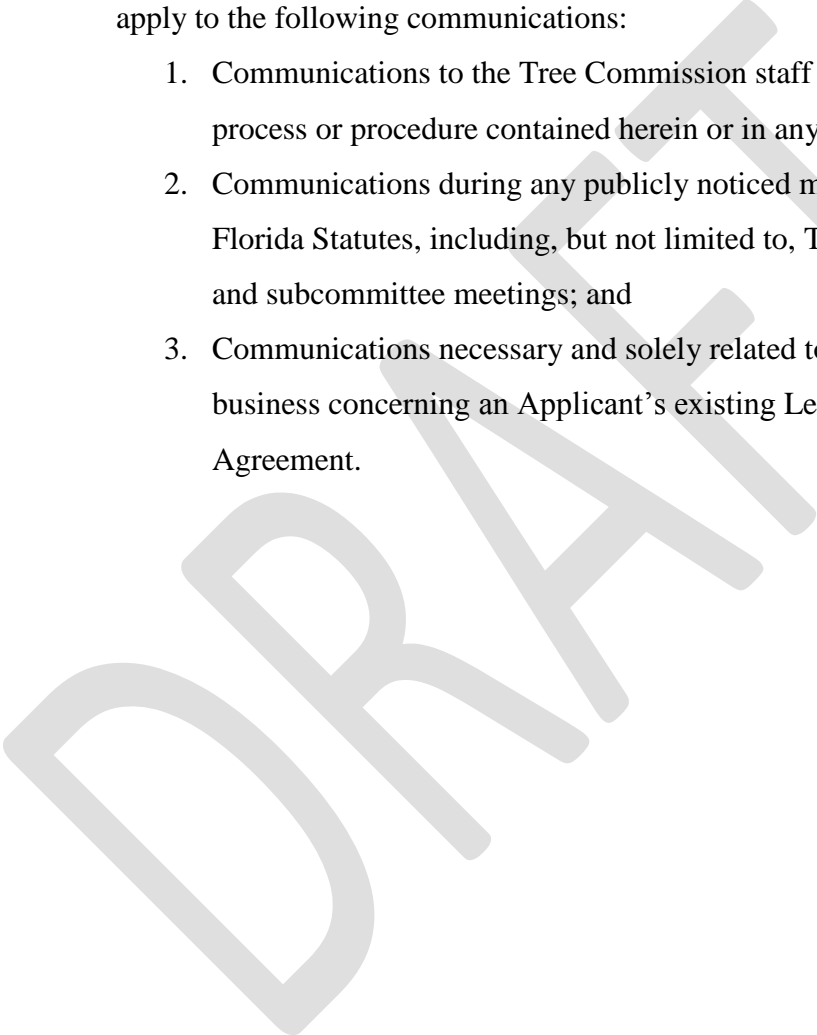 apply to the following communications:
1. Communications to the Tree Commission staff
process or procedure contained herein or in any
2. Communications during any publicly noticed
Florida Statutes, including, but not limited to,
and subcommittee meetings; and
3. Communications necessary and solely related
business concerning an Applicant’s existing
Agreement.
DRAFT